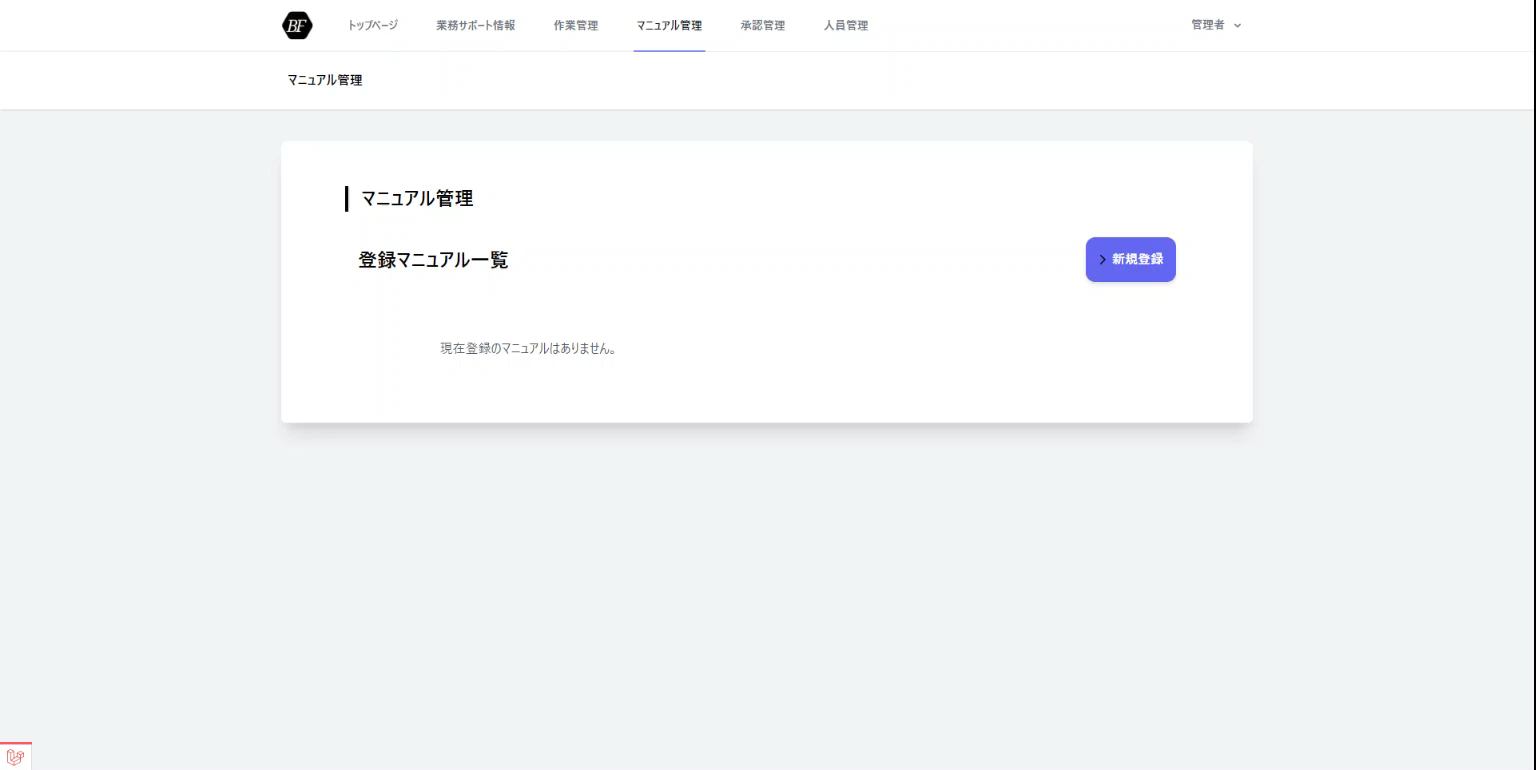 BF トップページ 業務サポート情報 作業管理 マニュアル管理 承認管理 人員管理 管理者
マニュアル管理
マニュアル管理
登録マニュアル一覧 新規登録
現在登録のマニュアルはありません。